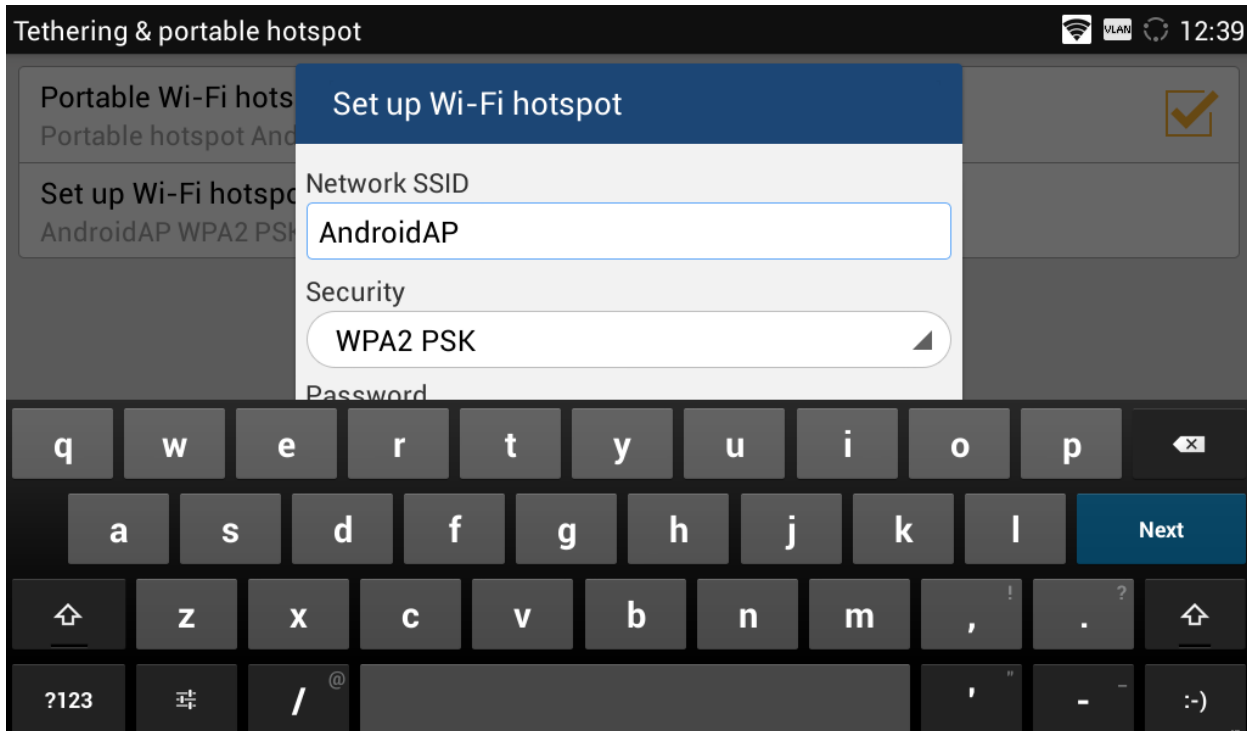 Tethering & portable hotspot VLAN 12:39
Portable Wi-Fi hots
Portable hotspot And
Set up Wi-Fi hotspo
AndroidAP WPA2 PSK
Set up Wi-Fi hotspot
Network SSID
AndroidAP
Security
WPA2 PSK
Password
q w e r t y u i o p
a s d f g h j k l Next
z x c v b n m , ! . ?
?123 / @ ' " - _ :-)